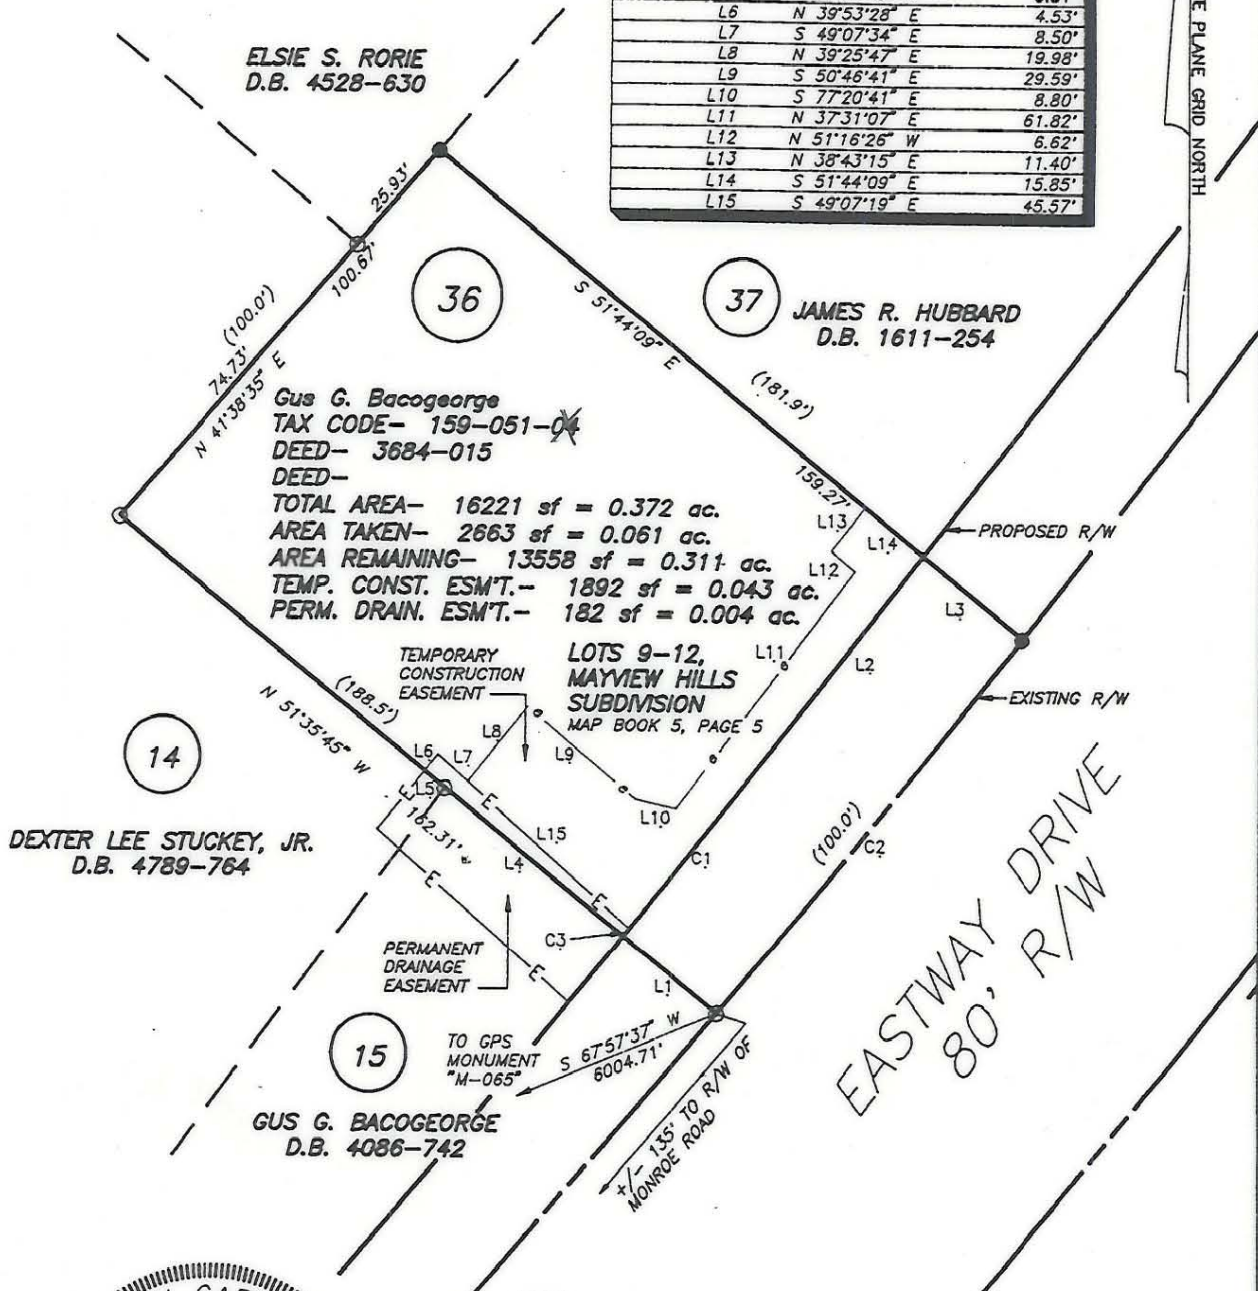 L6 N 39°53'28" E 4.53'
L7 S 49°07'34" E 8.50'
L8 N 39°25'47" E 19.98'
L9 S 50°46'41" E 29.59'
L10 S 77°20'41" E 8.80'
L11 N 37°31'07" E 61.82'
L12 N 51°16'26" W 6.62'
L13 N 38°43'15" E 11.40'
L14 S 51°44'09" E 15.85'
L15 S 49°07'19" E 45.57'
E PLANE GRID NORTH
ELSIE S. RORIE
D.B. 4528-630
25.93'
100.67'
36
37
JAMES R. HUBBARD
D.B. 1611-254
S 51°44'09" E
(181.9')
159.27'
(100.0')
74.73'
N 41°38'35" E
Gus G. Bacogeorge
TAX CODE- 159-051-04
DEED- 3684-015
DEED-
TOTAL AREA- 16221 sf = 0.372 ac.
AREA TAKEN- 2663 sf = 0.061 ac.
AREA REMAINING- 13558 sf = 0.311 ac.
TEMP. CONST. ESM'T.- 1892 sf = 0.043 ac.
PERM. DRAIN. ESM'T.- 182 sf = 0.004 ac.
L13
L14
L12
PROPOSED R/W
L3
L11
L2
TEMPORARY
CONSTRUCTION
EASEMENT
LOTS 9-12,
MAYVIEW HILLS
SUBDIVISION
MAP BOOK 5, PAGE 5
EXISTING R/W
(188.5')
N 51°35'45" W
14
DEXTER LEE STUCKEY, JR.
D.B. 4789-764
L6
L7
L8
L9
L5
E
E
162.31'
L15
L10
L4
C1
(100.0')
C2
E
E
C3
E
L1
PERMANENT
DRAINAGE
EASEMENT
EASTWAY DRIVE
80' R/W
15
TO GPS
MONUMENT
"M-065"
S 67°57'37" W
6004.71'
GUS G. BACOGEORGE
D.B. 4086-742
+/- 135' TO R/W OF
MONROE ROAD